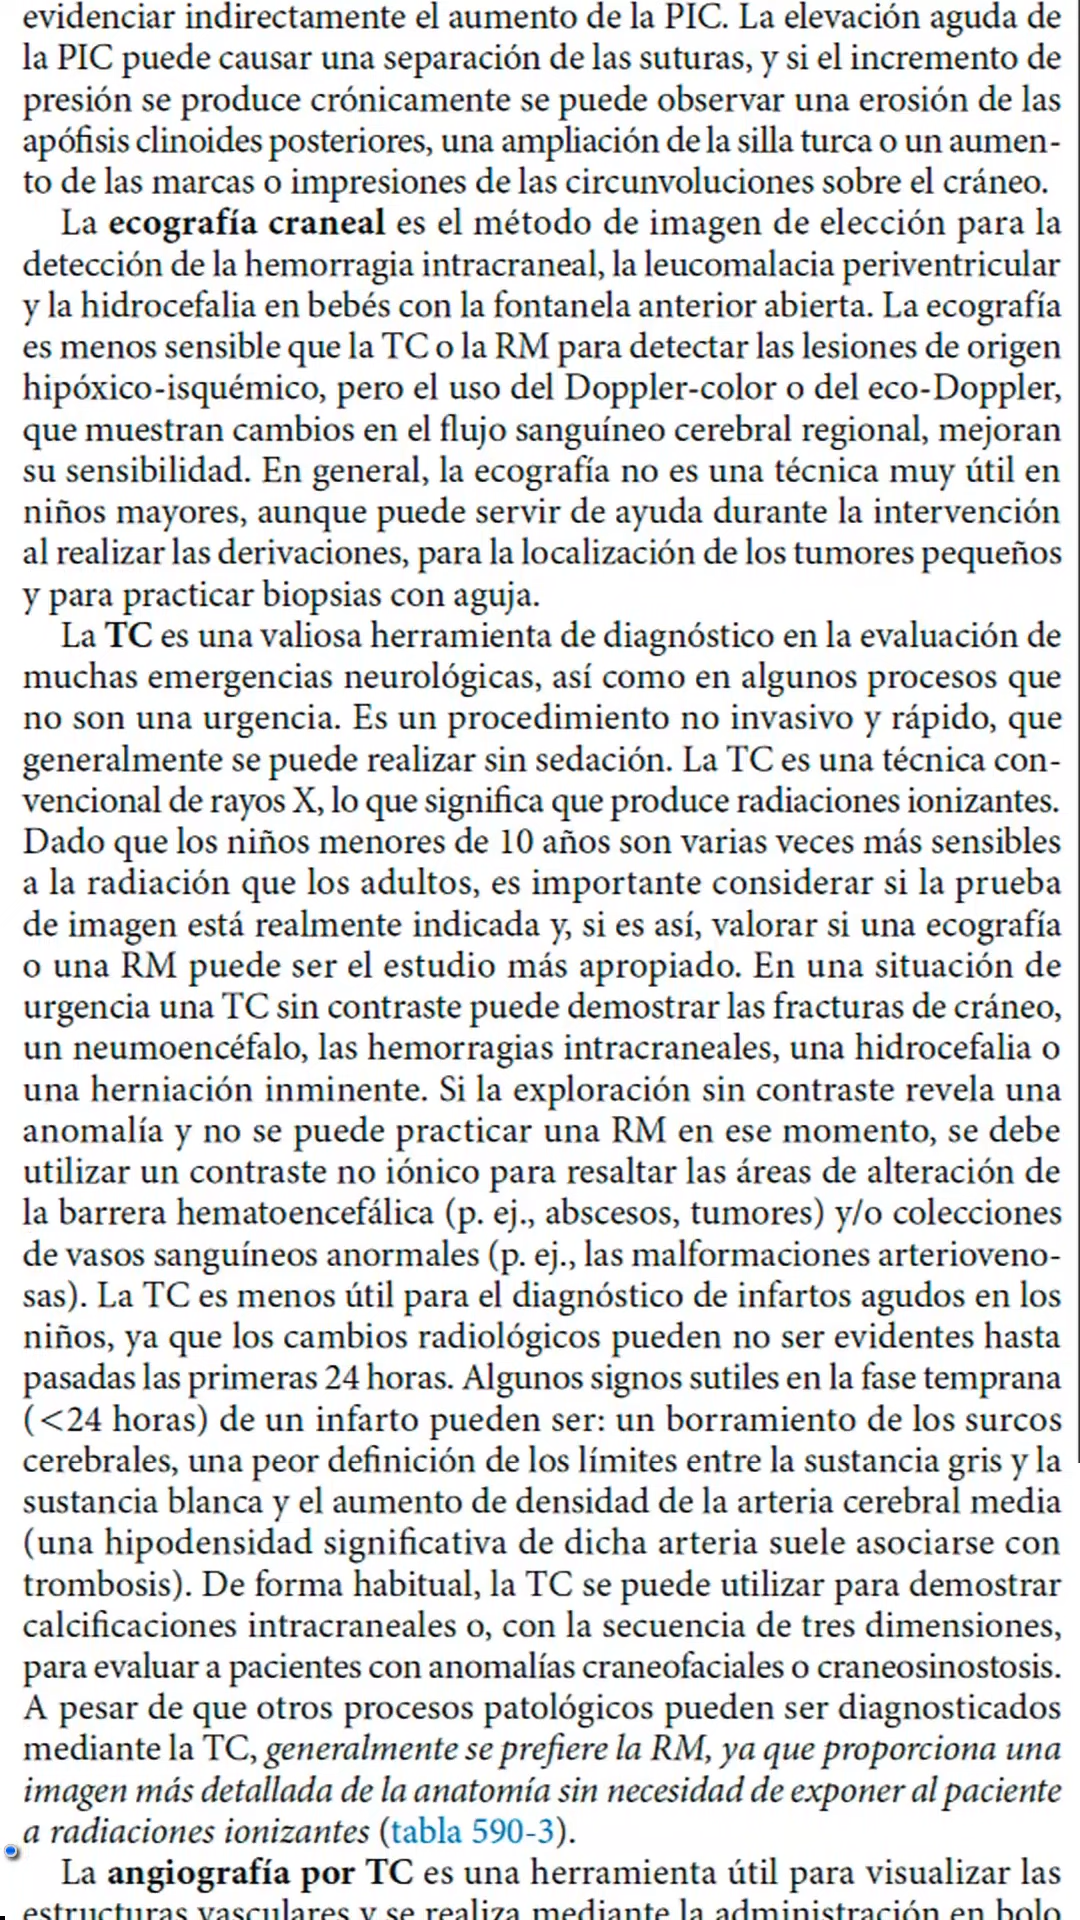 evidenciar indirectamente el aumento de la PIC. La elevación aguda de
la PIC puede causar una separación de las suturas, y si el incremento de
presión se produce crónicamente se puede observar una erosión de las
apófisis clinoides posteriores, una ampliación de la silla turca o un aumen-
to de las marcas o impresiones de las circunvoluciones sobre el cráneo.
La ecografía craneal es el método de imagen de elección para la
detección de la hemorragia intracraneal, la leucomalacia periventricular
y la hidrocefalia en bebés con la fontanela anterior abierta. La ecografía
es menos sensible que la TC o la RM para detectar las lesiones de origen
hipóxico-isquémico, pero el uso del Doppler-color o del eco-Doppler,
que muestran cambios en el flujo sanguíneo cerebral regional, mejoran
su sensibilidad. En general, la ecografía no es una técnica muy útil en
niños mayores, aunque puede servir de ayuda durante la intervención
al realizar las derivaciones, para la localización de los tumores pequeños
y para practicar biopsias con aguja.
La TC es una valiosa herramienta de diagnóstico en la evaluación de
muchas emergencias neurológicas, así como en algunos procesos que
no son una urgencia. Es un procedimiento no invasivo y rápido, que
generalmente se puede realizar sin sedación. La TC es una técnica con-
vencional de rayos X, lo que significa que produce radiaciones ionizantes.
Dado que los niños menores de 10 años son varias veces más sensibles
a la radiación que los adultos, es importante considerar si la prueba
de imagen está realmente indicada y, si es así, valorar si una ecografía
o una RM puede ser el estudio más apropiado. En una situación de
urgencia una TC sin contraste puede demostrar las fracturas de cráneo,
un neumoencéfalo, las hemorragias intracraneales, una hidrocefalia o
una herniación inminente. Si la exploración sin contraste revela una
anomalía y no se puede practicar una RM en ese momento, se debe
utilizar un contraste no iónico para resaltar las áreas de alteración de
la barrera hematoencefálica (p. ej., abscesos, tumores) y/o colecciones
de vasos sanguíneos anormales (p. ej., las malformaciones arterioveno-
sas). La TC es menos útil para el diagnóstico de infartos agudos en los
niños, ya que los cambios radiológicos pueden no ser evidentes hasta
pasadas las primeras 24 horas. Algunos signos sutiles en la fase temprana
(<24 horas) de un infarto pueden ser: un borramiento de los surcos
cerebrales, una peor definición de los límites entre la sustancia gris y la
sustancia blanca y el aumento de densidad de la arteria cerebral media
(una hipodensidad significativa de dicha arteria suele asociarse con
trombosis). De forma habitual, la TC se puede utilizar para demostrar
calcificaciones intracraneales o, con la secuencia de tres dimensiones,
para evaluar a pacientes con anomalías craneofaciales o craneosinostosis.
A pesar de que otros procesos patológicos pueden ser diagnosticados
mediante la TC, generalmente se prefiere la RM, ya que proporciona una
imagen más detallada de la anatomía sin necesidad de exponer al paciente
a radiaciones ionizantes (tabla 590-3).
La angiografía por TC es una herramienta útil para visualizar las
estructuras vasculares y se realiza mediante la administración en bolo